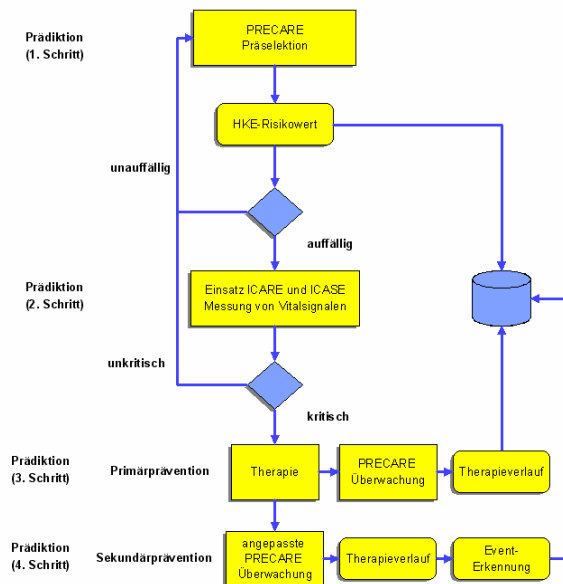 Prädiktion
(1. Schritt)
PRECARE
Präselektion
HKE-Risikowert
unauffällig
auffällig
Prädiktion
(2. Schritt)
Einsatz ICARE und ICASE
Messung von Vitalsignalen
unkritisch
kritisch
Prädiktion
(3. Schritt)
Primärprävention
Therapie
PRECARE
Überwachung
Therapieverlauf
Prädiktion
(4. Schritt)
Sekundärprävention
angepasste
PRECARE
Überwachung
Therapieverlauf
Event-
Erkennung